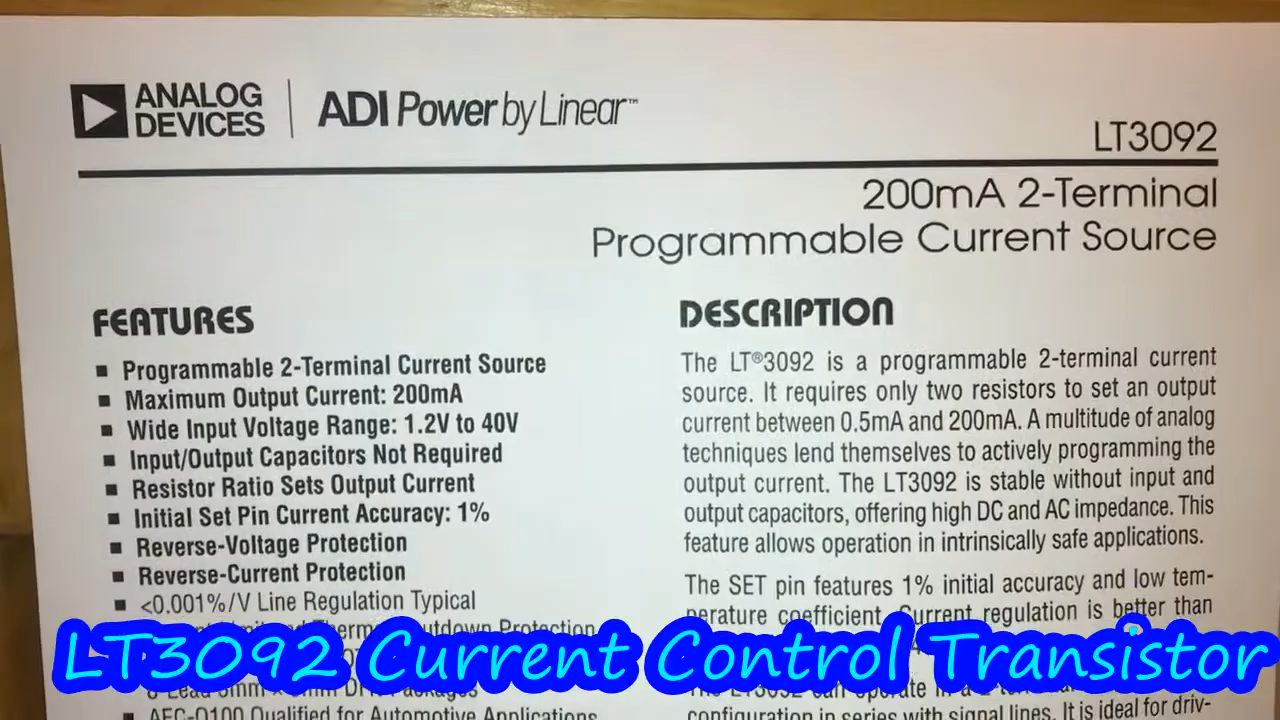 ANALOG
DEVICES
ADI Power by Linear™
LT3092
200mA 2-Terminal
Programmable Current Source
FEATURES
■ Programmable 2-Terminal Current Source
■ Maximum Output Current: 200mA
■ Wide Input Voltage Range: 1.2V to 40V
■ Input/Output Capacitors Not Required
■ Resistor Ratio Sets Output Current
■ Initial Set Pin Current Accuracy: 1%
■ Reverse-Voltage Protection
■ Reverse-Current Protection
■ <0.001%/V Line Regulation Typical
Protection
■ AEC-Q100 Qualified for Automotive Applications
DESCRIPTION
The LT®3092 is a programmable 2-terminal current
source. It requires only two resistors to set an output
current between 0.5mA and 200mA. A multitude of analog
techniques lend themselves to actively programming the
output current. The LT3092 is stable without input and
output capacitors, offering high DC and AC impedance. This
feature allows operation in intrinsically safe applications.
The SET pin features 1% initial accuracy and low tem-
perature coefficient. Current regulation is better than
The LT3092 can operate in a
configuration in series with signal lines. It is ideal for driv-
LT3092 Current Control Transistor